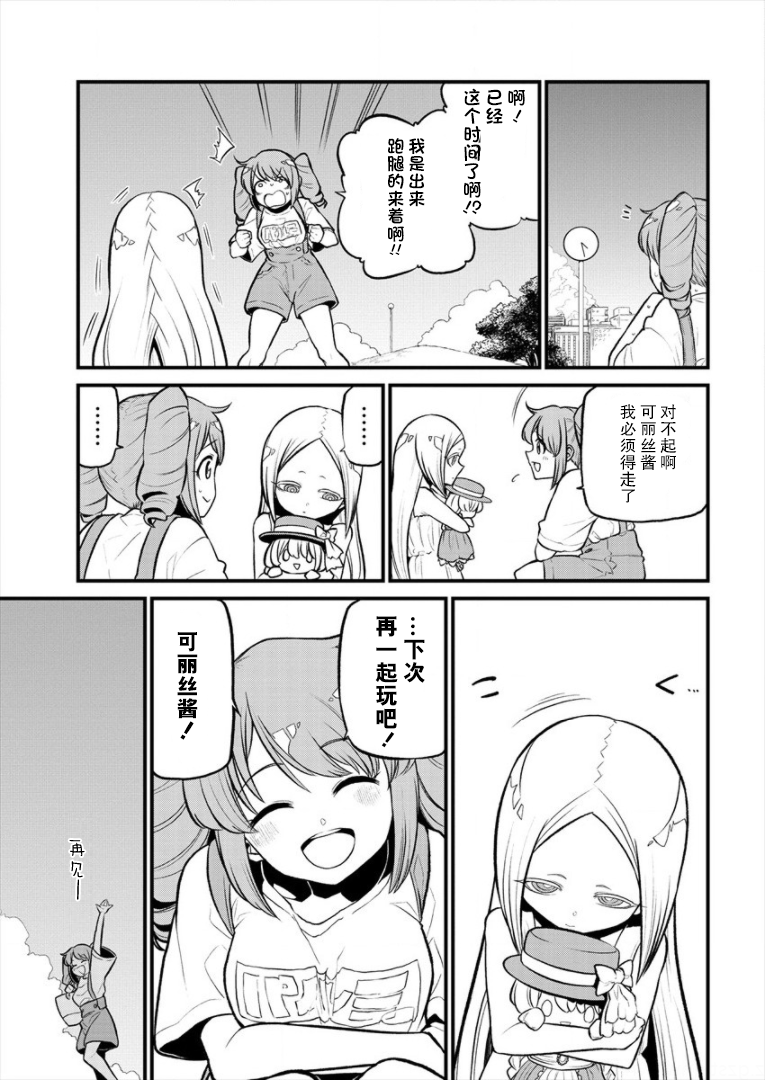 啊！
已经
这个时间了啊!?
我是出来
跑腿的来着啊!!
对不起啊
可丽丝酱
我必须得走了
……
……
…下次
再一起玩吧！
可丽丝酱！
再见—